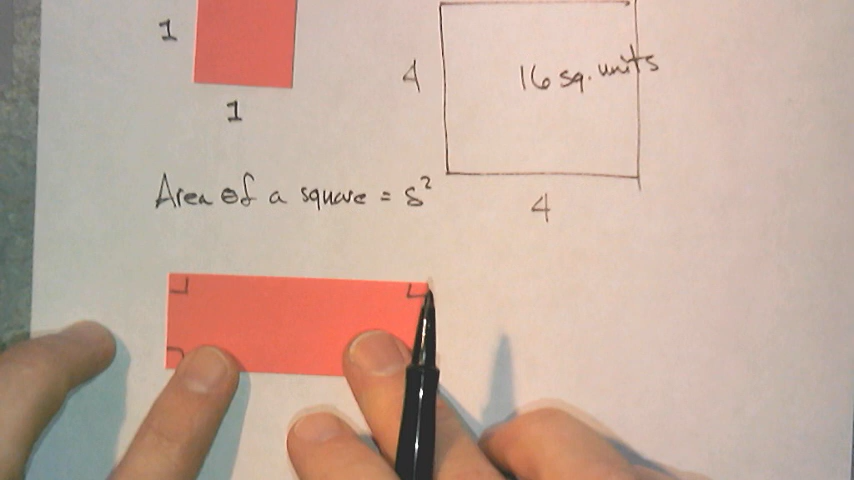 1
1
4
16 sq. units
4
Area of a square = s²